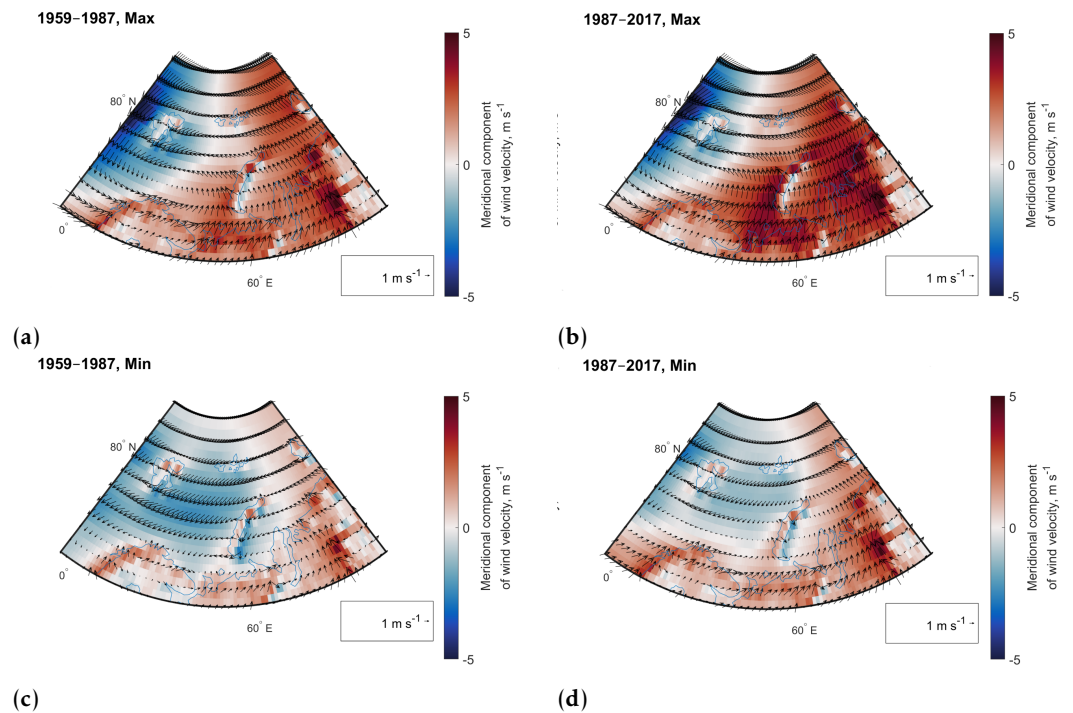 1959–1987, Max
5
80° N
0
0°
60° E
1 m s⁻¹
-5
Meridional component
of wind velocity, m s⁻¹
(a)
1987–2017, Max
5
80° N
0
0°
60° E
1 m s⁻¹
-5
Meridional component
of wind velocity, m s⁻¹
(b)
1959–1987, Min
5
80° N
0
0°
60° E
1 m s⁻¹
-5
Meridional component
of wind velocity, m s⁻¹
(c)
1987–2017, Min
5
80° N
0
0°
60° E
1 m s⁻¹
-5
Meridional component
of wind velocity, m s⁻¹
(d)